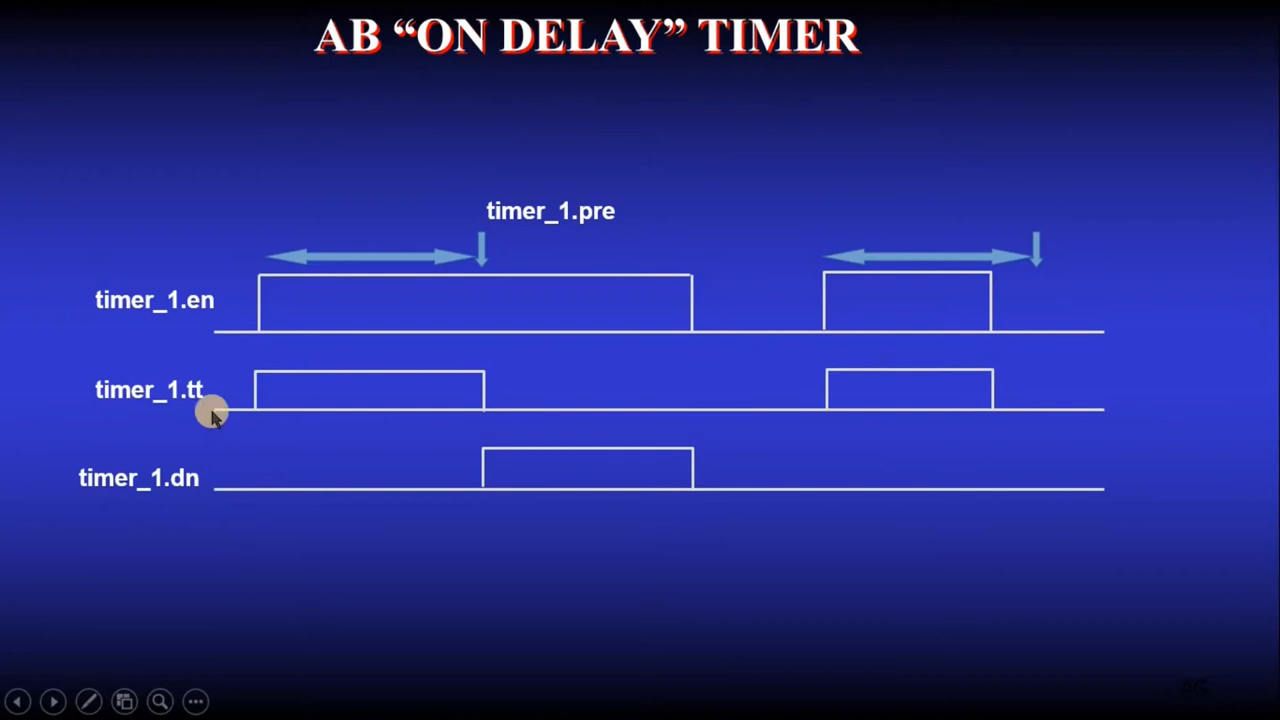 AB “ON DELAY” TIMER
timer_1.pre
timer_1.en
timer_1.tt
timer_1.dn